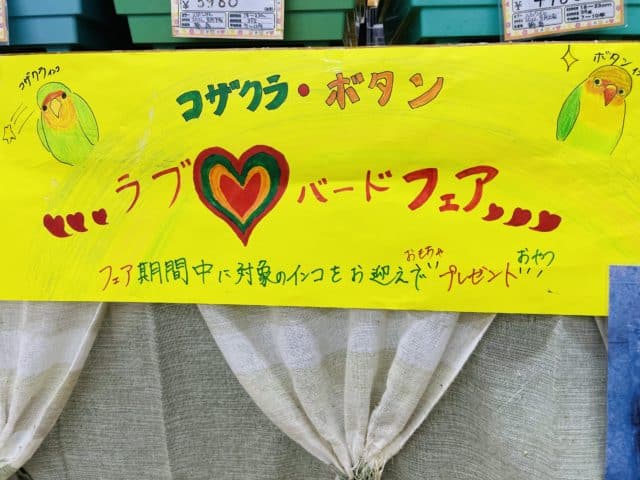 コザクラインコ
ボタンインコ
コザクラ・ボタン
ラブ バードフェア
おもちゃ おやつ
フェア期間中に対象のインコをお迎えで プレゼント